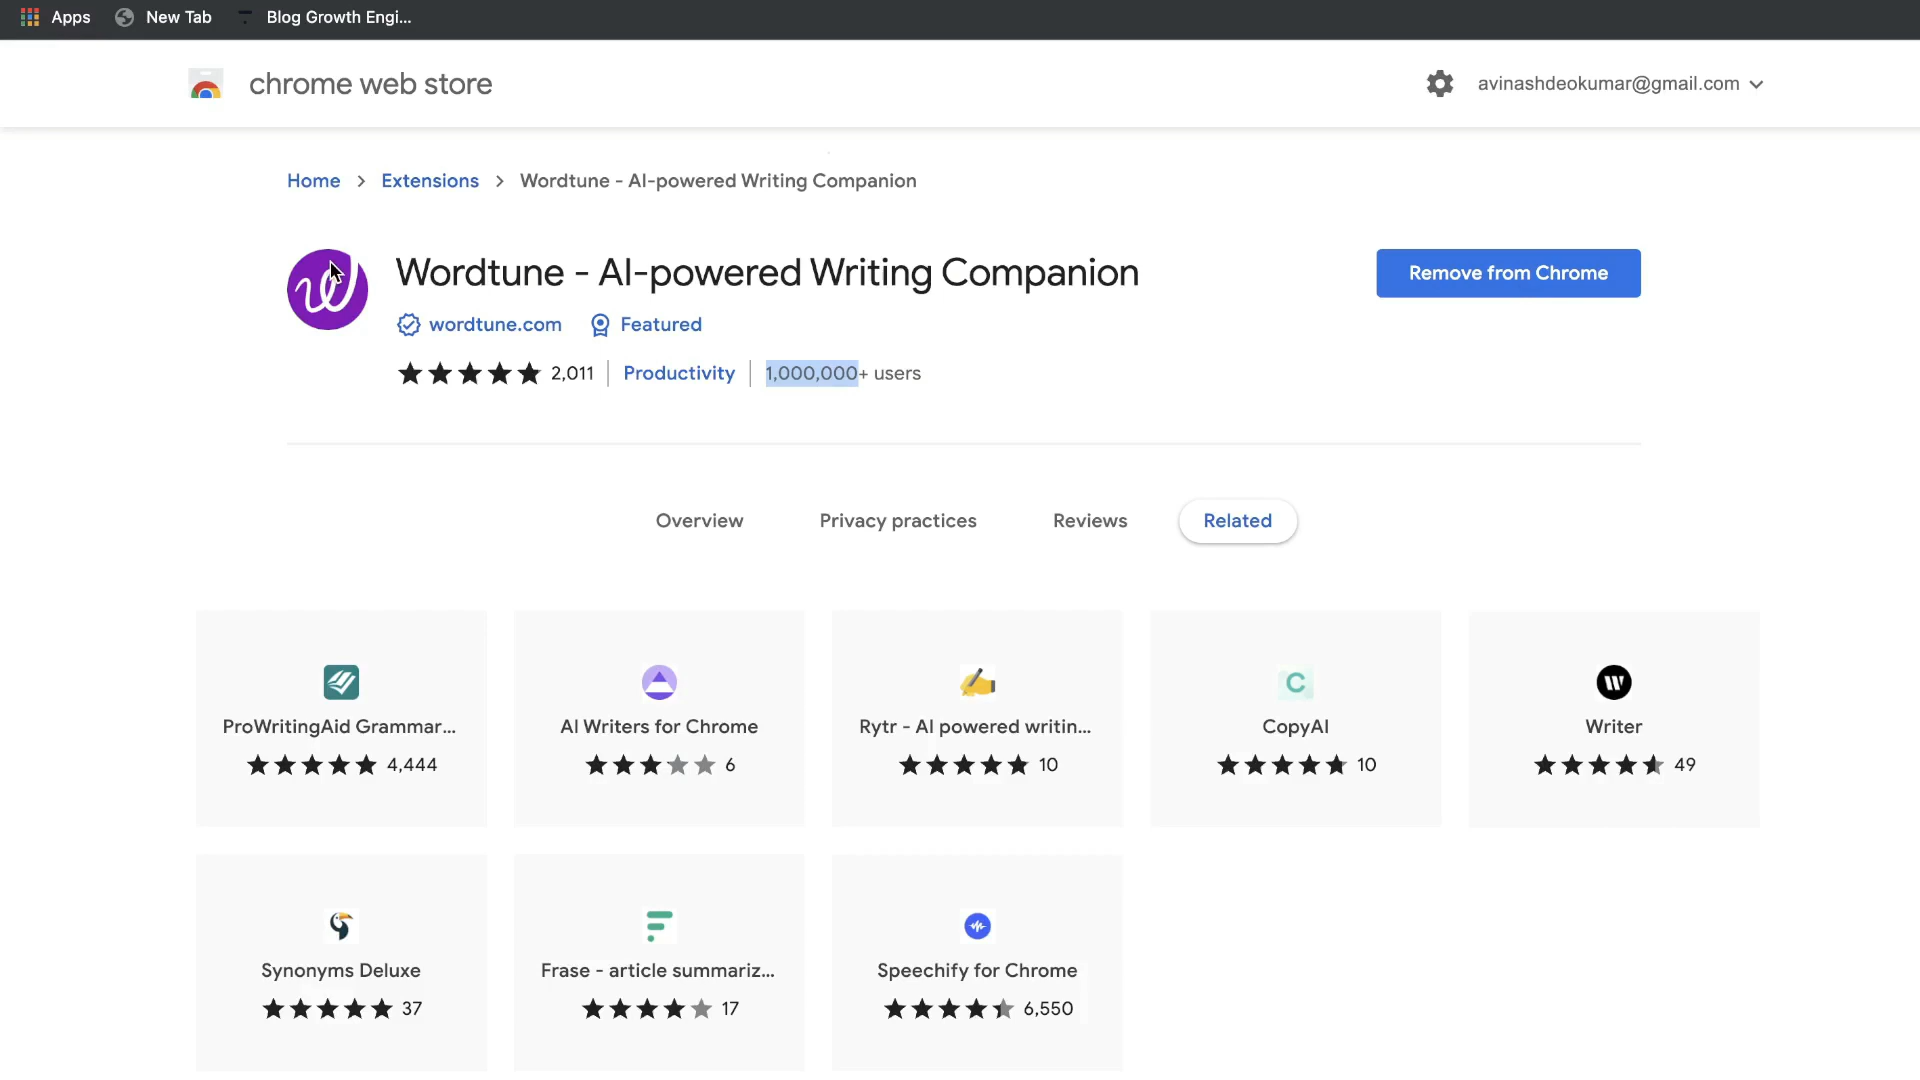 Apps New Tab Blog Growth Engi...
chrome web store avinashdeokumar@gmail.com
Home > Extensions > Wordtune - AI-powered Writing Companion
Wordtune - AI-powered Writing Companion
Remove from Chrome
wordtune.com Featured
2,011 Productivity 1,000,000+ users
Overview Privacy practices Reviews Related
ProWritingAid Grammar... AI Writers for Chrome Rytr - AI powered writin... CopyAI Writer
4,444 6 10 10 49
Synonyms Deluxe Frase - article summariz... Speechify for Chrome
37 17 6,550